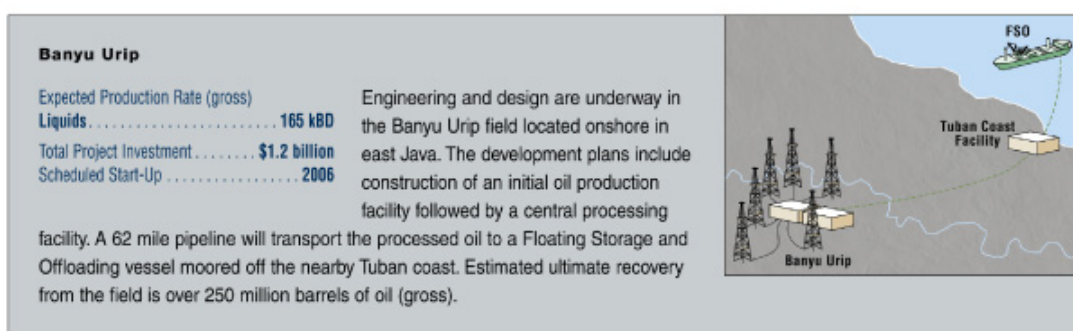 Banyu Urip
Expected Production Rate (gross)
Liquids........................ 165 kBD
Total Project Investment........ $1.2 billion
Scheduled Start-Up ................. 2006
Engineering and design are underway in
the Banyu Urip field located onshore in
east Java. The development plans include
construction of an initial oil production
facility followed by a central processing
facility. A 62 mile pipeline will transport the processed oil to a Floating Storage and
Offloading vessel moored off the nearby Tuban coast. Estimated ultimate recovery
from the field is over 250 million barrels of oil (gross).
FSO
Tuban Coast
Facility
Banyu Urip